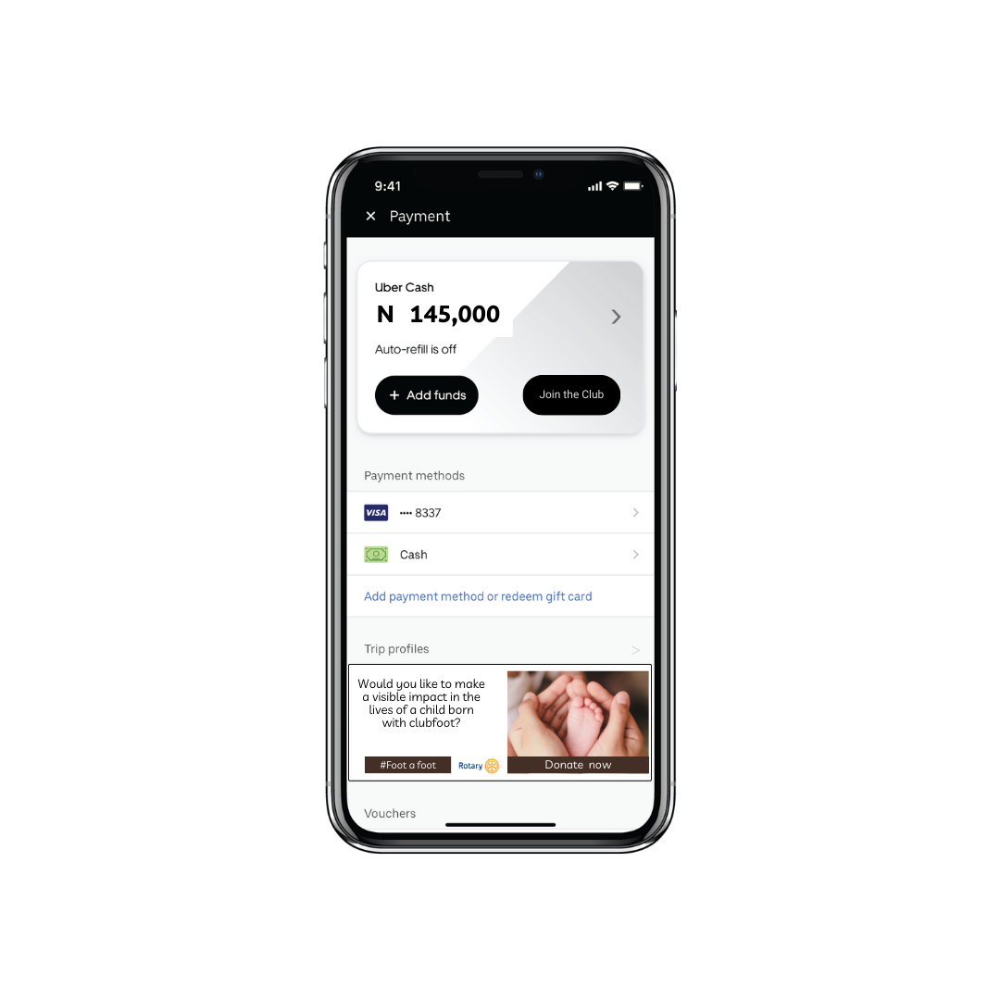 9:41
× Payment
Uber Cash
N 145,000
Auto-refill is off
+ Add funds
Join the Club
Payment methods
VISA •••• 8337
Cash
Add payment method or redeem gift card
Trip profiles
Would you like to make
a visible impact in the
lives of a child born
with clubfoot?
#Foot a foot
Rotary
Donate now
Vouchers